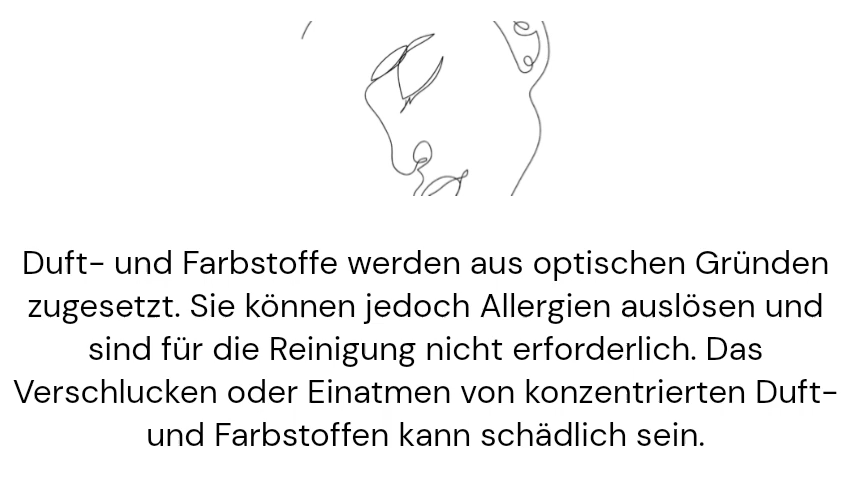 Duft- und Farbstoffe werden aus optischen Gründen
zugesetzt. Sie können jedoch Allergien auslösen und
sind für die Reinigung nicht erforderlich. Das
Verschlucken oder Einatmen von konzentrierten Duft-
und Farbstoffen kann schädlich sein.